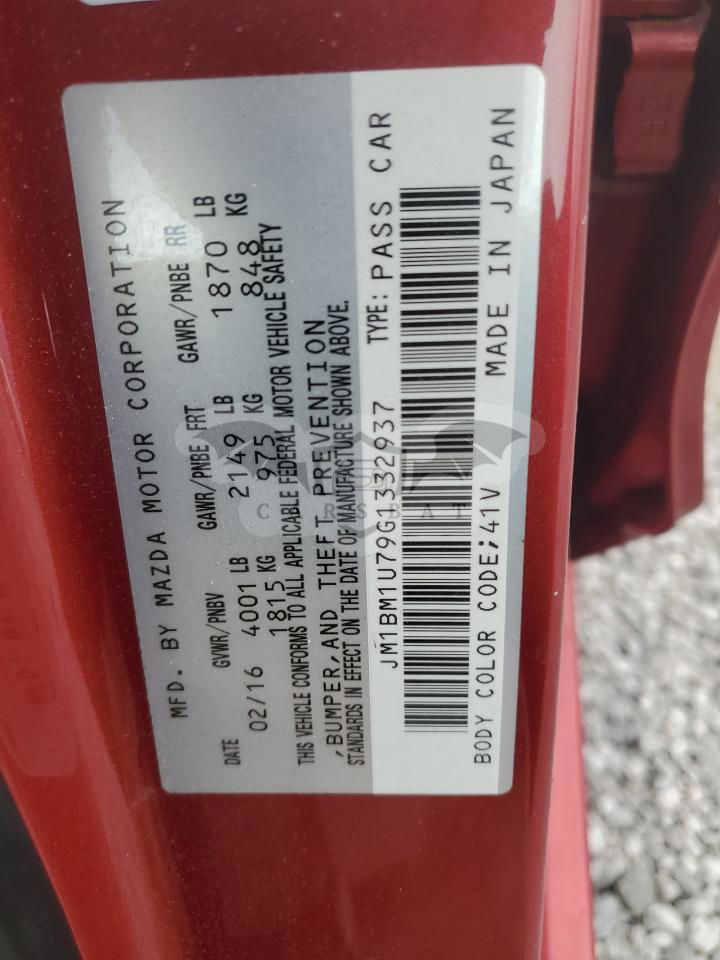 MFD. BY MAZDA MOTOR CORPORATION
DATE GVWR/PNBV GAWR/PNBE FRT GAWR/PNBE RR
02/16 4001 LB 2149 LB 1870 LB
1815 KG 975 KG 848 KG
THIS VEHICLE CONFORMS TO ALL APPLICABLE FEDERAL MOTOR VEHICLE SAFETY
,BUMPER,AND THEFT PREVENTION
STANDARDS IN EFFECT ON THE DATE OF MANUFACTURE SHOWN ABOVE.
JM1BM1U79G1332937 TYPE: PASS CAR
BODY COLOR CODE;41V MADE IN JAPAN
CARSBAT
ZR